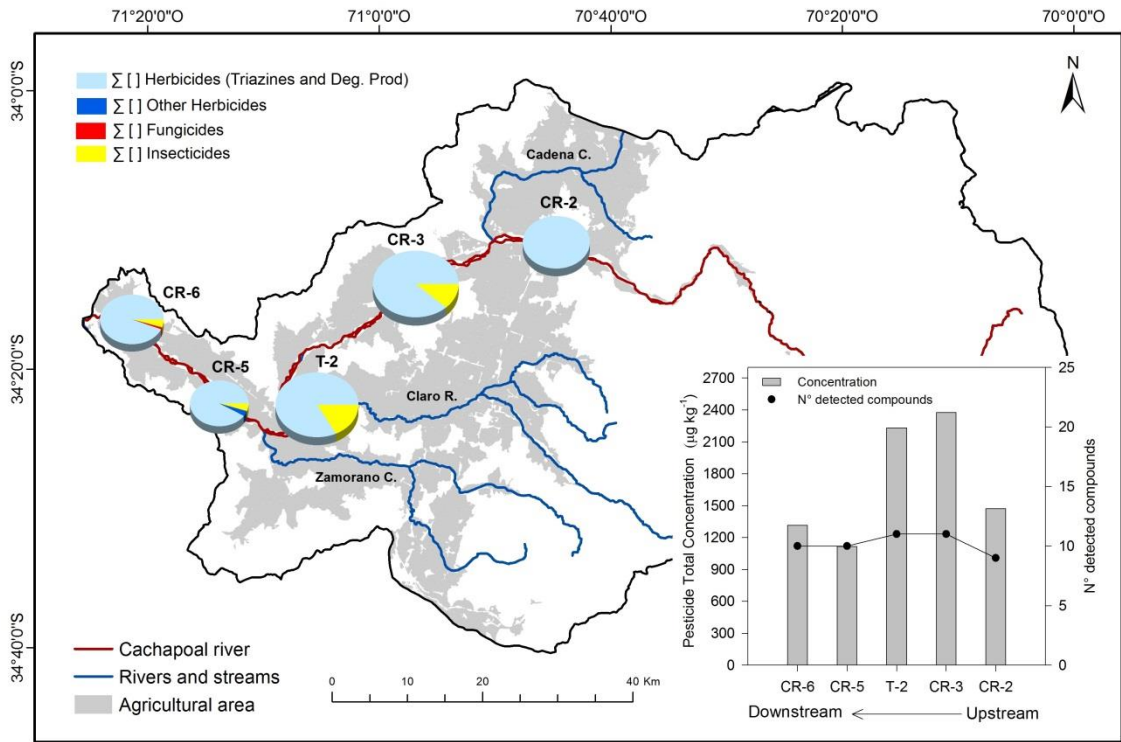 71°20'0"O 71°0'0"O 70°40'0"O 70°20'0"O 70°0'0"O
34°0'0"S
34°20'0"S
34°40'0"S
N
∑ [ ] Herbicides (Triazines and Deg. Prod)
∑ [ ] Other Herbicides
∑ [ ] Fungicides
∑ [ ] Insecticides
Cadena C.
CR-2
CR-3
CR-6
CR-5
T-2
Claro R.
Zamorano C.
Cachapoal river
Rivers and streams
Agricultural area
0 10 20 30 40 Km
Concentration
N° detected compounds
Pesticide Total Concentration (µg kg⁻¹)
2700
2400
2100
1800
1500
1200
900
600
300
0
25
20
15
10
5
0
N° detected compounds
CR-6 CR-5 T-2 CR-3 CR-2
Downstream Upstream